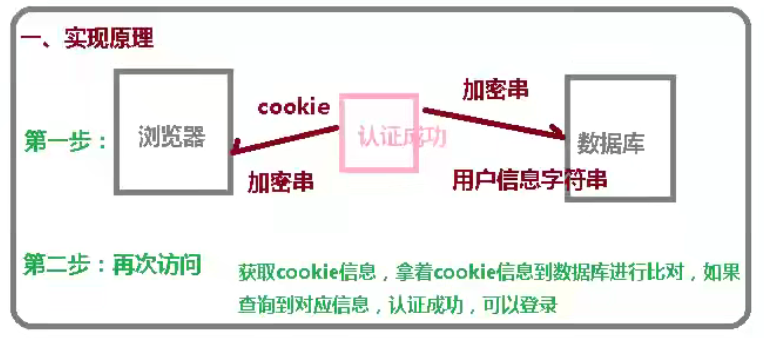 一、实现原理
cookie
加密串
第一步：
浏览器
认证成功
数据库
加密串
用户信息字符串
第二步：再次访问
获取cookie信息，拿着cookie信息到数据库进行比对，如果
查询到对应信息，认证成功，可以登录